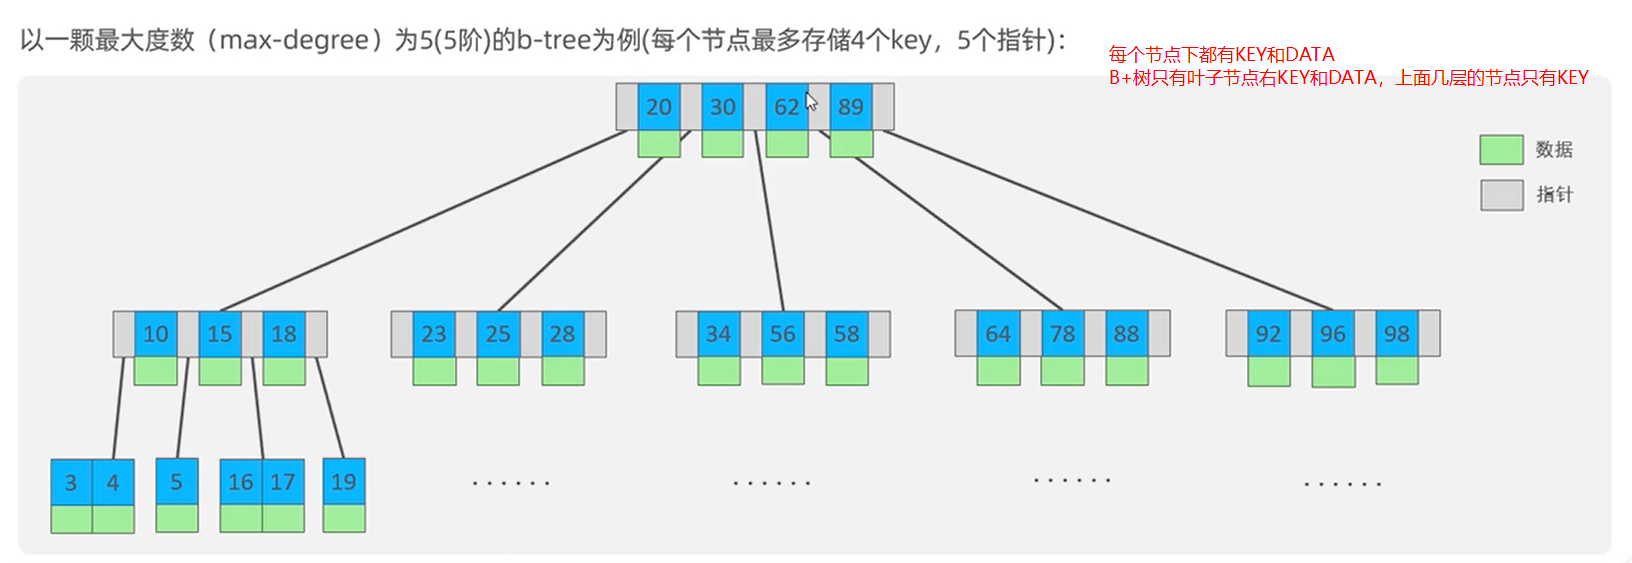 以一颗最大度数（max-degree）为5(5阶)的b-tree为例(每个节点最多存储4个key，5个指针)：
每个节点下都有KEY和DATA
B+树只有叶子节点右KEY和DATA，上面几层的节点只有KEY
20 30 62 89
数据
指针
10 15 18 23 25 28 34 56 58 64 78 88 92 96 98
3 4 5 16 17 19 ······ ······ ······ ······